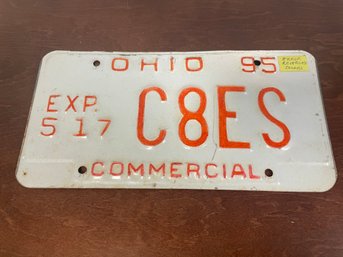 OHIO 95
EXP.
5 17 C8ES
COMMERCIAL